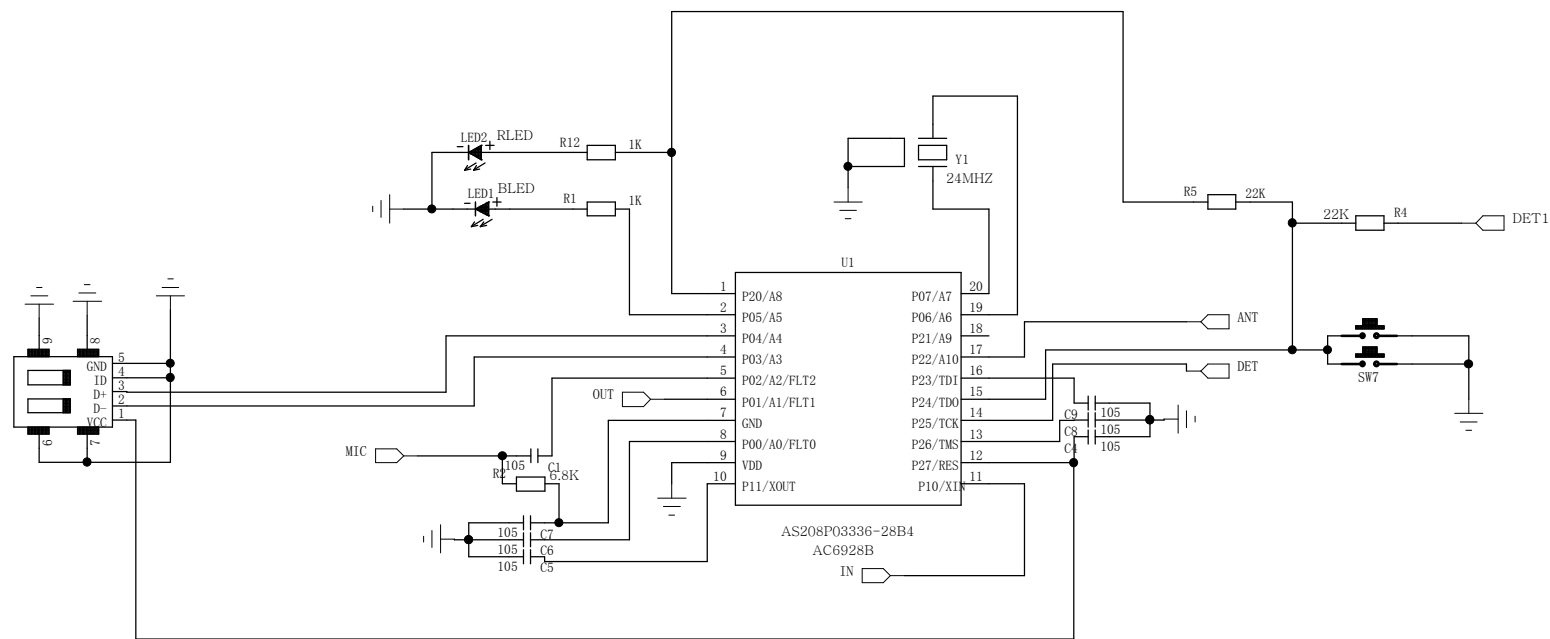 LED2 RLED
- +
R12 1K
LED1 BLED
- +
R1 1K
Y1
24MHZ
R5 22K
22K R4
DET1
U1
1 P20/A8
2 P05/A5
3 P04/A4
4 P03/A3
5 P02/A2/FLT2
6 P01/A1/FLT1
7 GND
8 P00/A0/FLT0
9 VDD
10 P11/XOUT
P07/A7 20
P06/A6 19
P21/A9 18
P22/A10 17
P23/TDI 16
P24/TDO 15
P25/TCK 14
P26/TMS 13
P27/RES 12
P10/XIN 11
ANT
DET
SW7
C9 105
C8 105
C4 105
9 8
GND 5
ID 4
D+ 3
D- 2
VCC 1
6 7
OUT
MIC
105 C1
R2 6.8K
105 C7
105 C6
105 C5
AS208P03336-28B4
AC6928B
IN